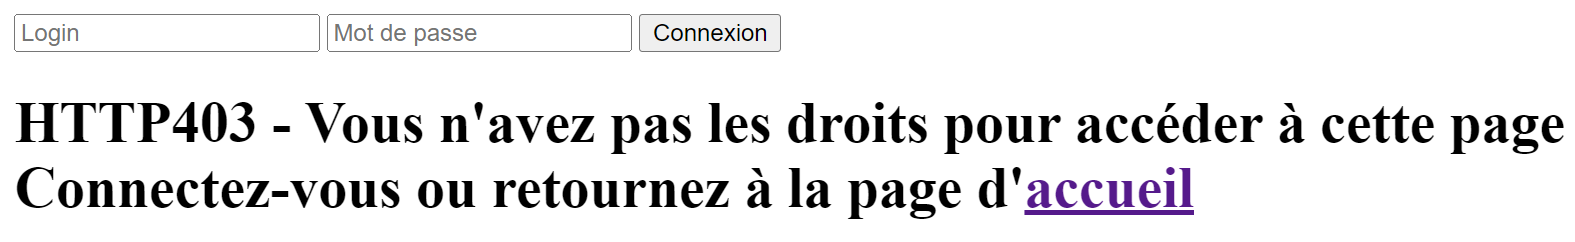 Login Mot de passe Connexion
HTTP403 - Vous n'avez pas les droits pour accéder à cette page
Connectez-vous ou retournez à la page d'accueil